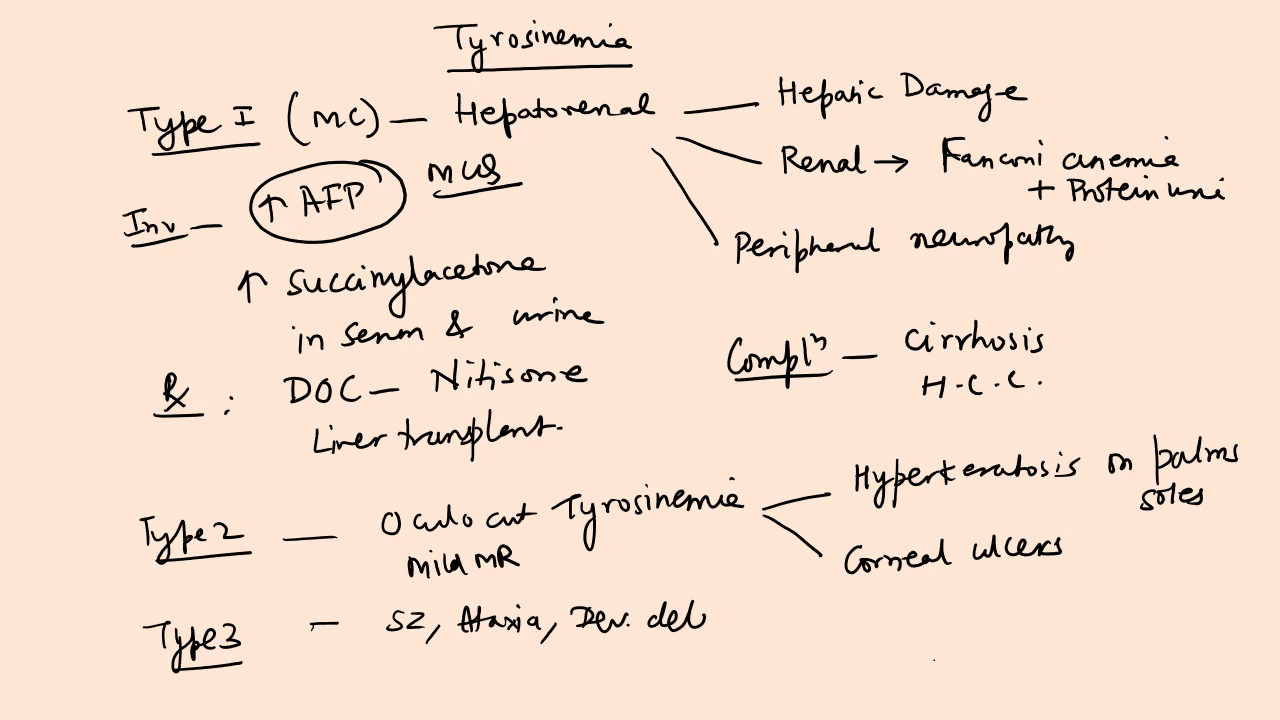 Tyrosinemia
Type I (MC) — Hepatorenal — Hepatic Damage
Renal → Fanconi anemia
+ Proteinuri
Peripheral neuropathy
Inv — ↑ AFP MCQ
↑ Succinylacetone
in serum & urine
Rx : DOC — Nitisone
Liver transplant.
Compl^n — Cirrhosis
H.C.C.
Type 2 — Oculo cut Tyrosinemia
mild MR
Hyperkeratosis on palms
soles
Corneal ulcers
Type 3 — SZ, Ataxia, Dev. del